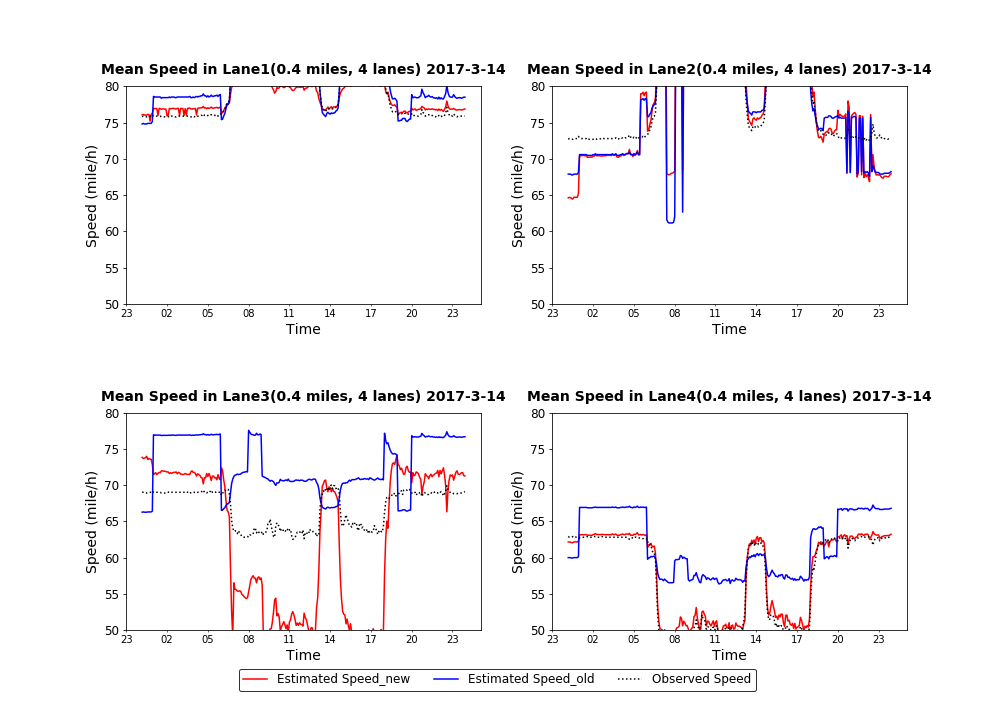 Mean Speed in Lane1(0.4 miles, 4 lanes) 2017-3-14
80
75
70
65
60
55
50
Speed (mile/h)
23 02 05 08 11 14 17 20 23
Time
Mean Speed in Lane2(0.4 miles, 4 lanes) 2017-3-14
80
75
70
65
60
55
50
Speed (mile/h)
23 02 05 08 11 14 17 20 23
Time
Mean Speed in Lane3(0.4 miles, 4 lanes) 2017-3-14
80
75
70
65
60
55
50
Speed (mile/h)
23 02 05 08 11 14 17 20 23
Time
Mean Speed in Lane4(0.4 miles, 4 lanes) 2017-3-14
80
75
70
65
60
55
50
Speed (mile/h)
23 02 05 08 11 14 17 20 23
Time
Estimated Speed_new Estimated Speed_old Observed Speed